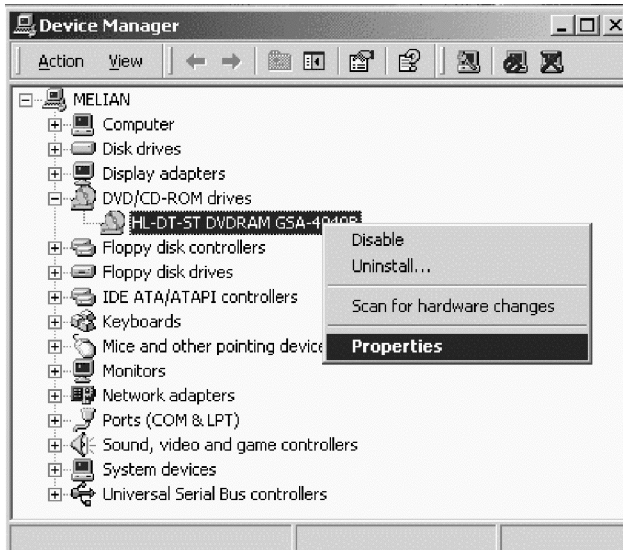 Device Manager
Action View
MELIAN
Computer
Disk drives
Display adapters
DVD/CD-ROM drives
HL-DT-ST DVDRAM GSA-4040B
Floppy disk controllers
Floppy disk drives
IDE ATA/ATAPI controllers
Keyboards
Mice and other pointing device
Monitors
Network adapters
Ports (COM & LPT)
Sound, video and game controllers
System devices
Universal Serial Bus controllers
Disable
Uninstall...
Scan for hardware changes
Properties